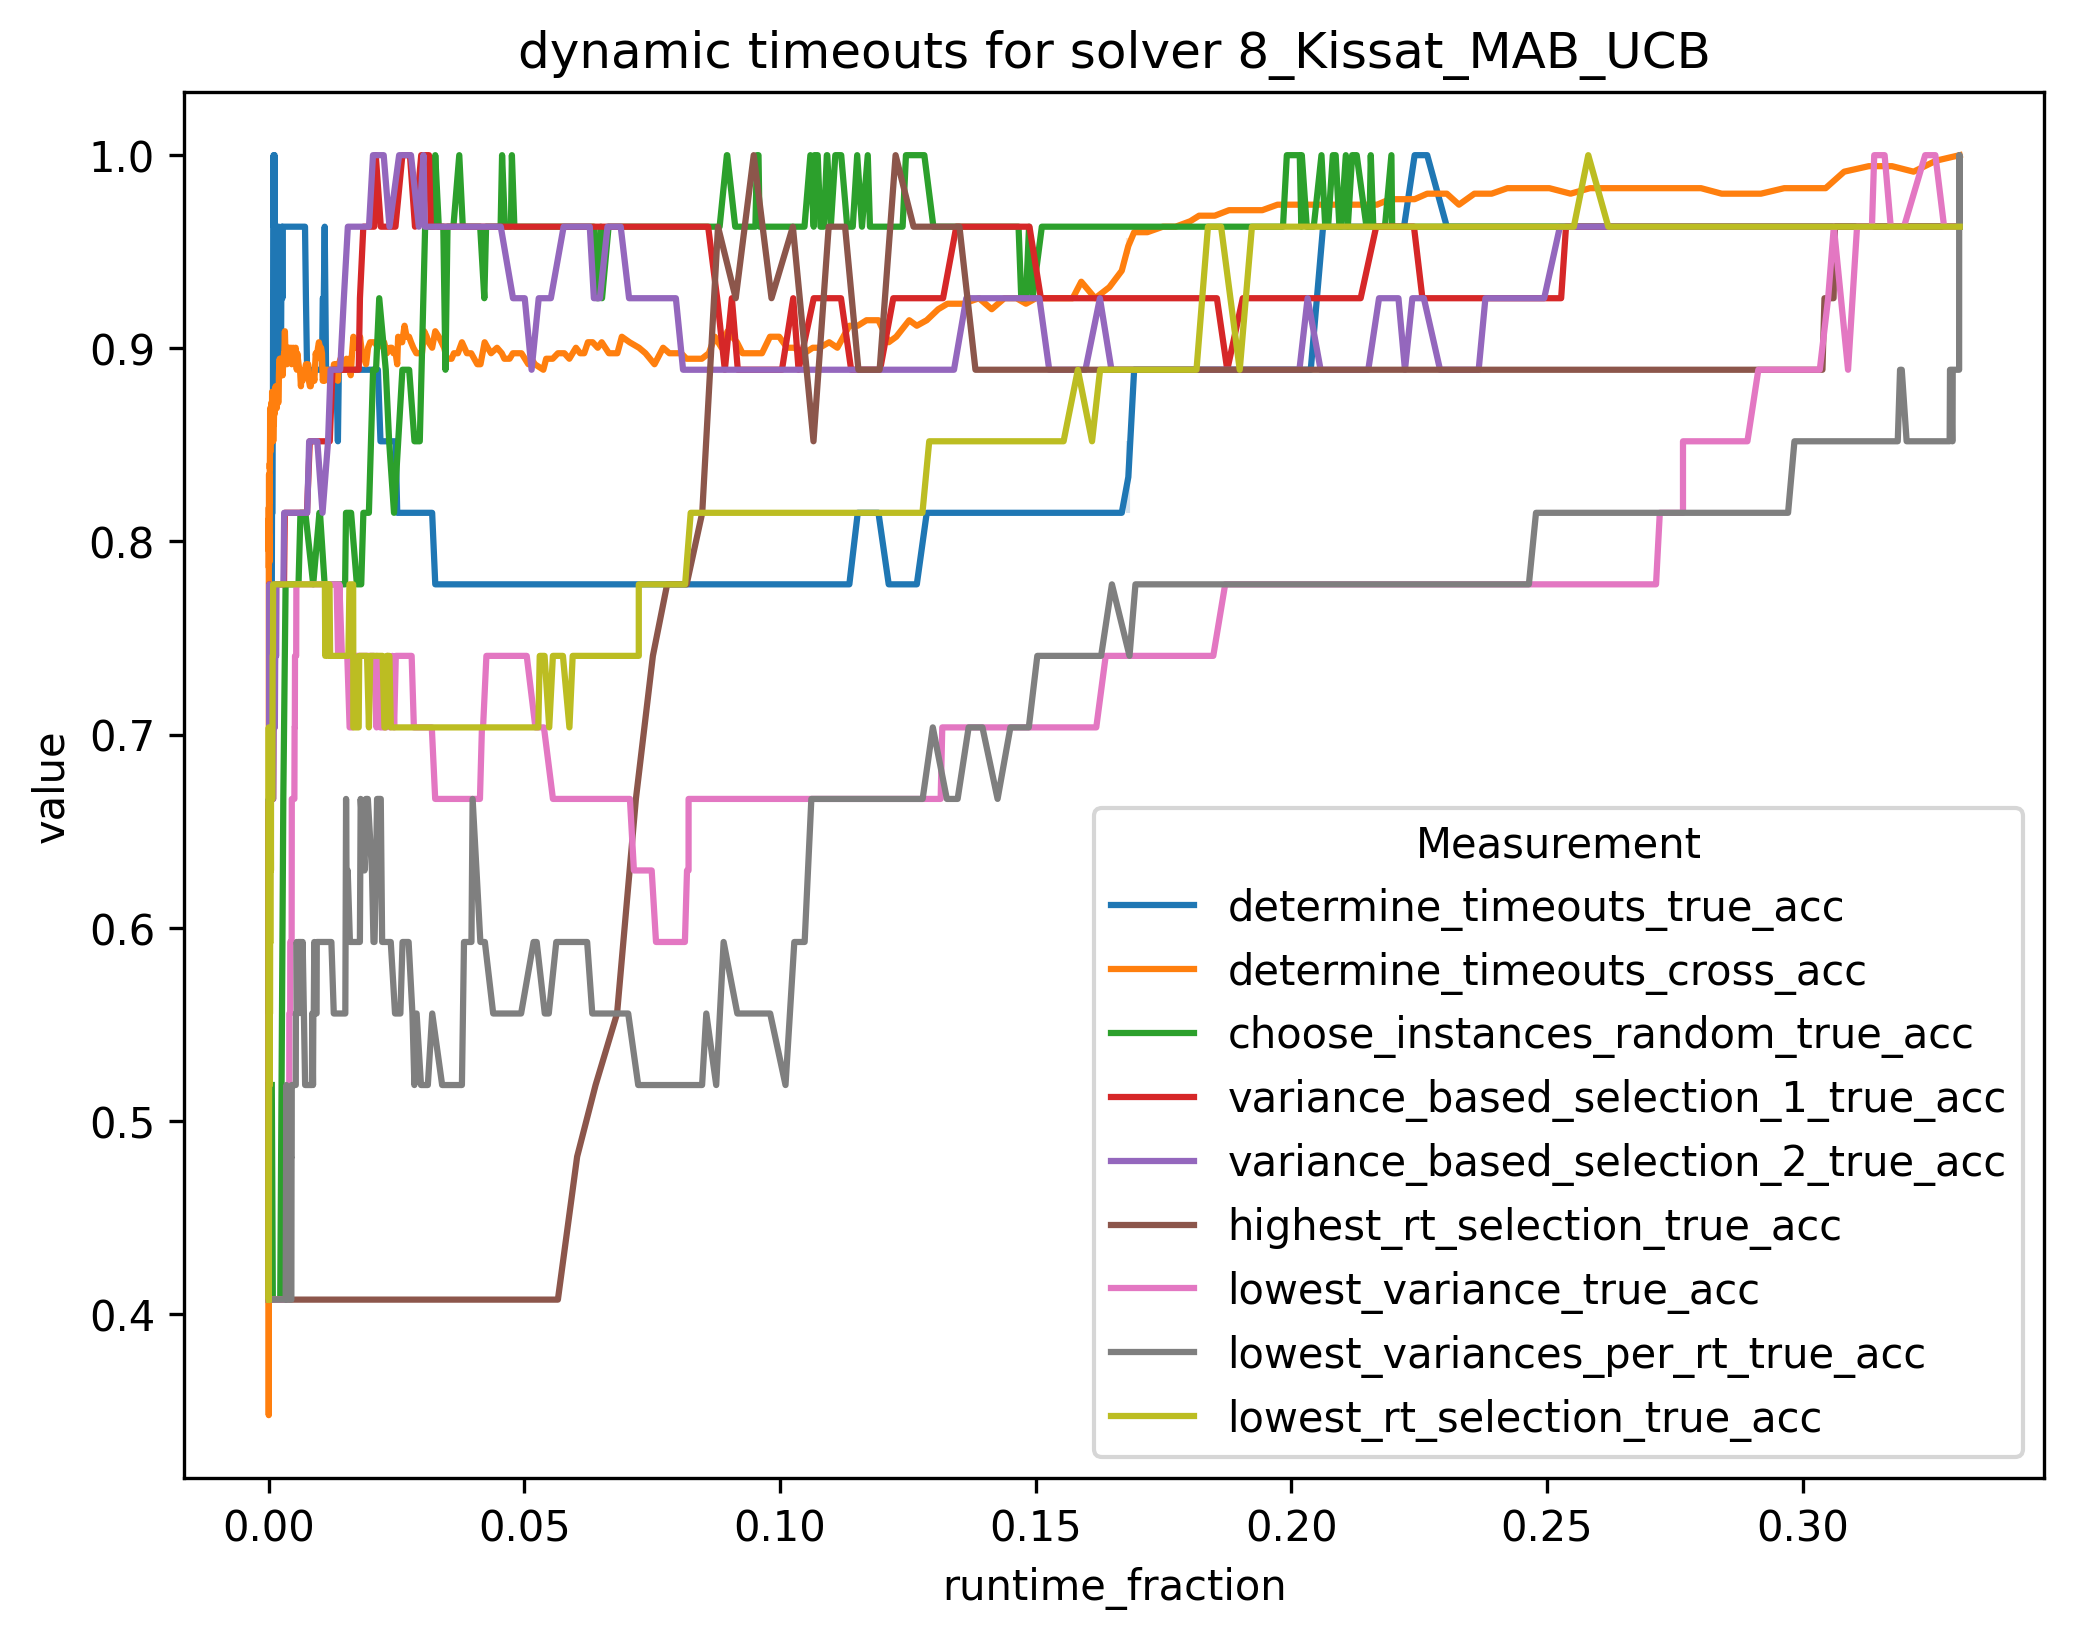 dynamic timeouts for solver 8_Kissat_MAB_UCB
1.0
0.9
0.8
0.7
0.6
0.5
0.4
value
0.00 0.05 0.10 0.15 0.20 0.25 0.30
runtime_fraction
Measurement
determine_timeouts_true_acc
determine_timeouts_cross_acc
choose_instances_random_true_acc
variance_based_selection_1_true_acc
variance_based_selection_2_true_acc
highest_rt_selection_true_acc
lowest_variance_true_acc
lowest_variances_per_rt_true_acc
lowest_rt_selection_true_acc